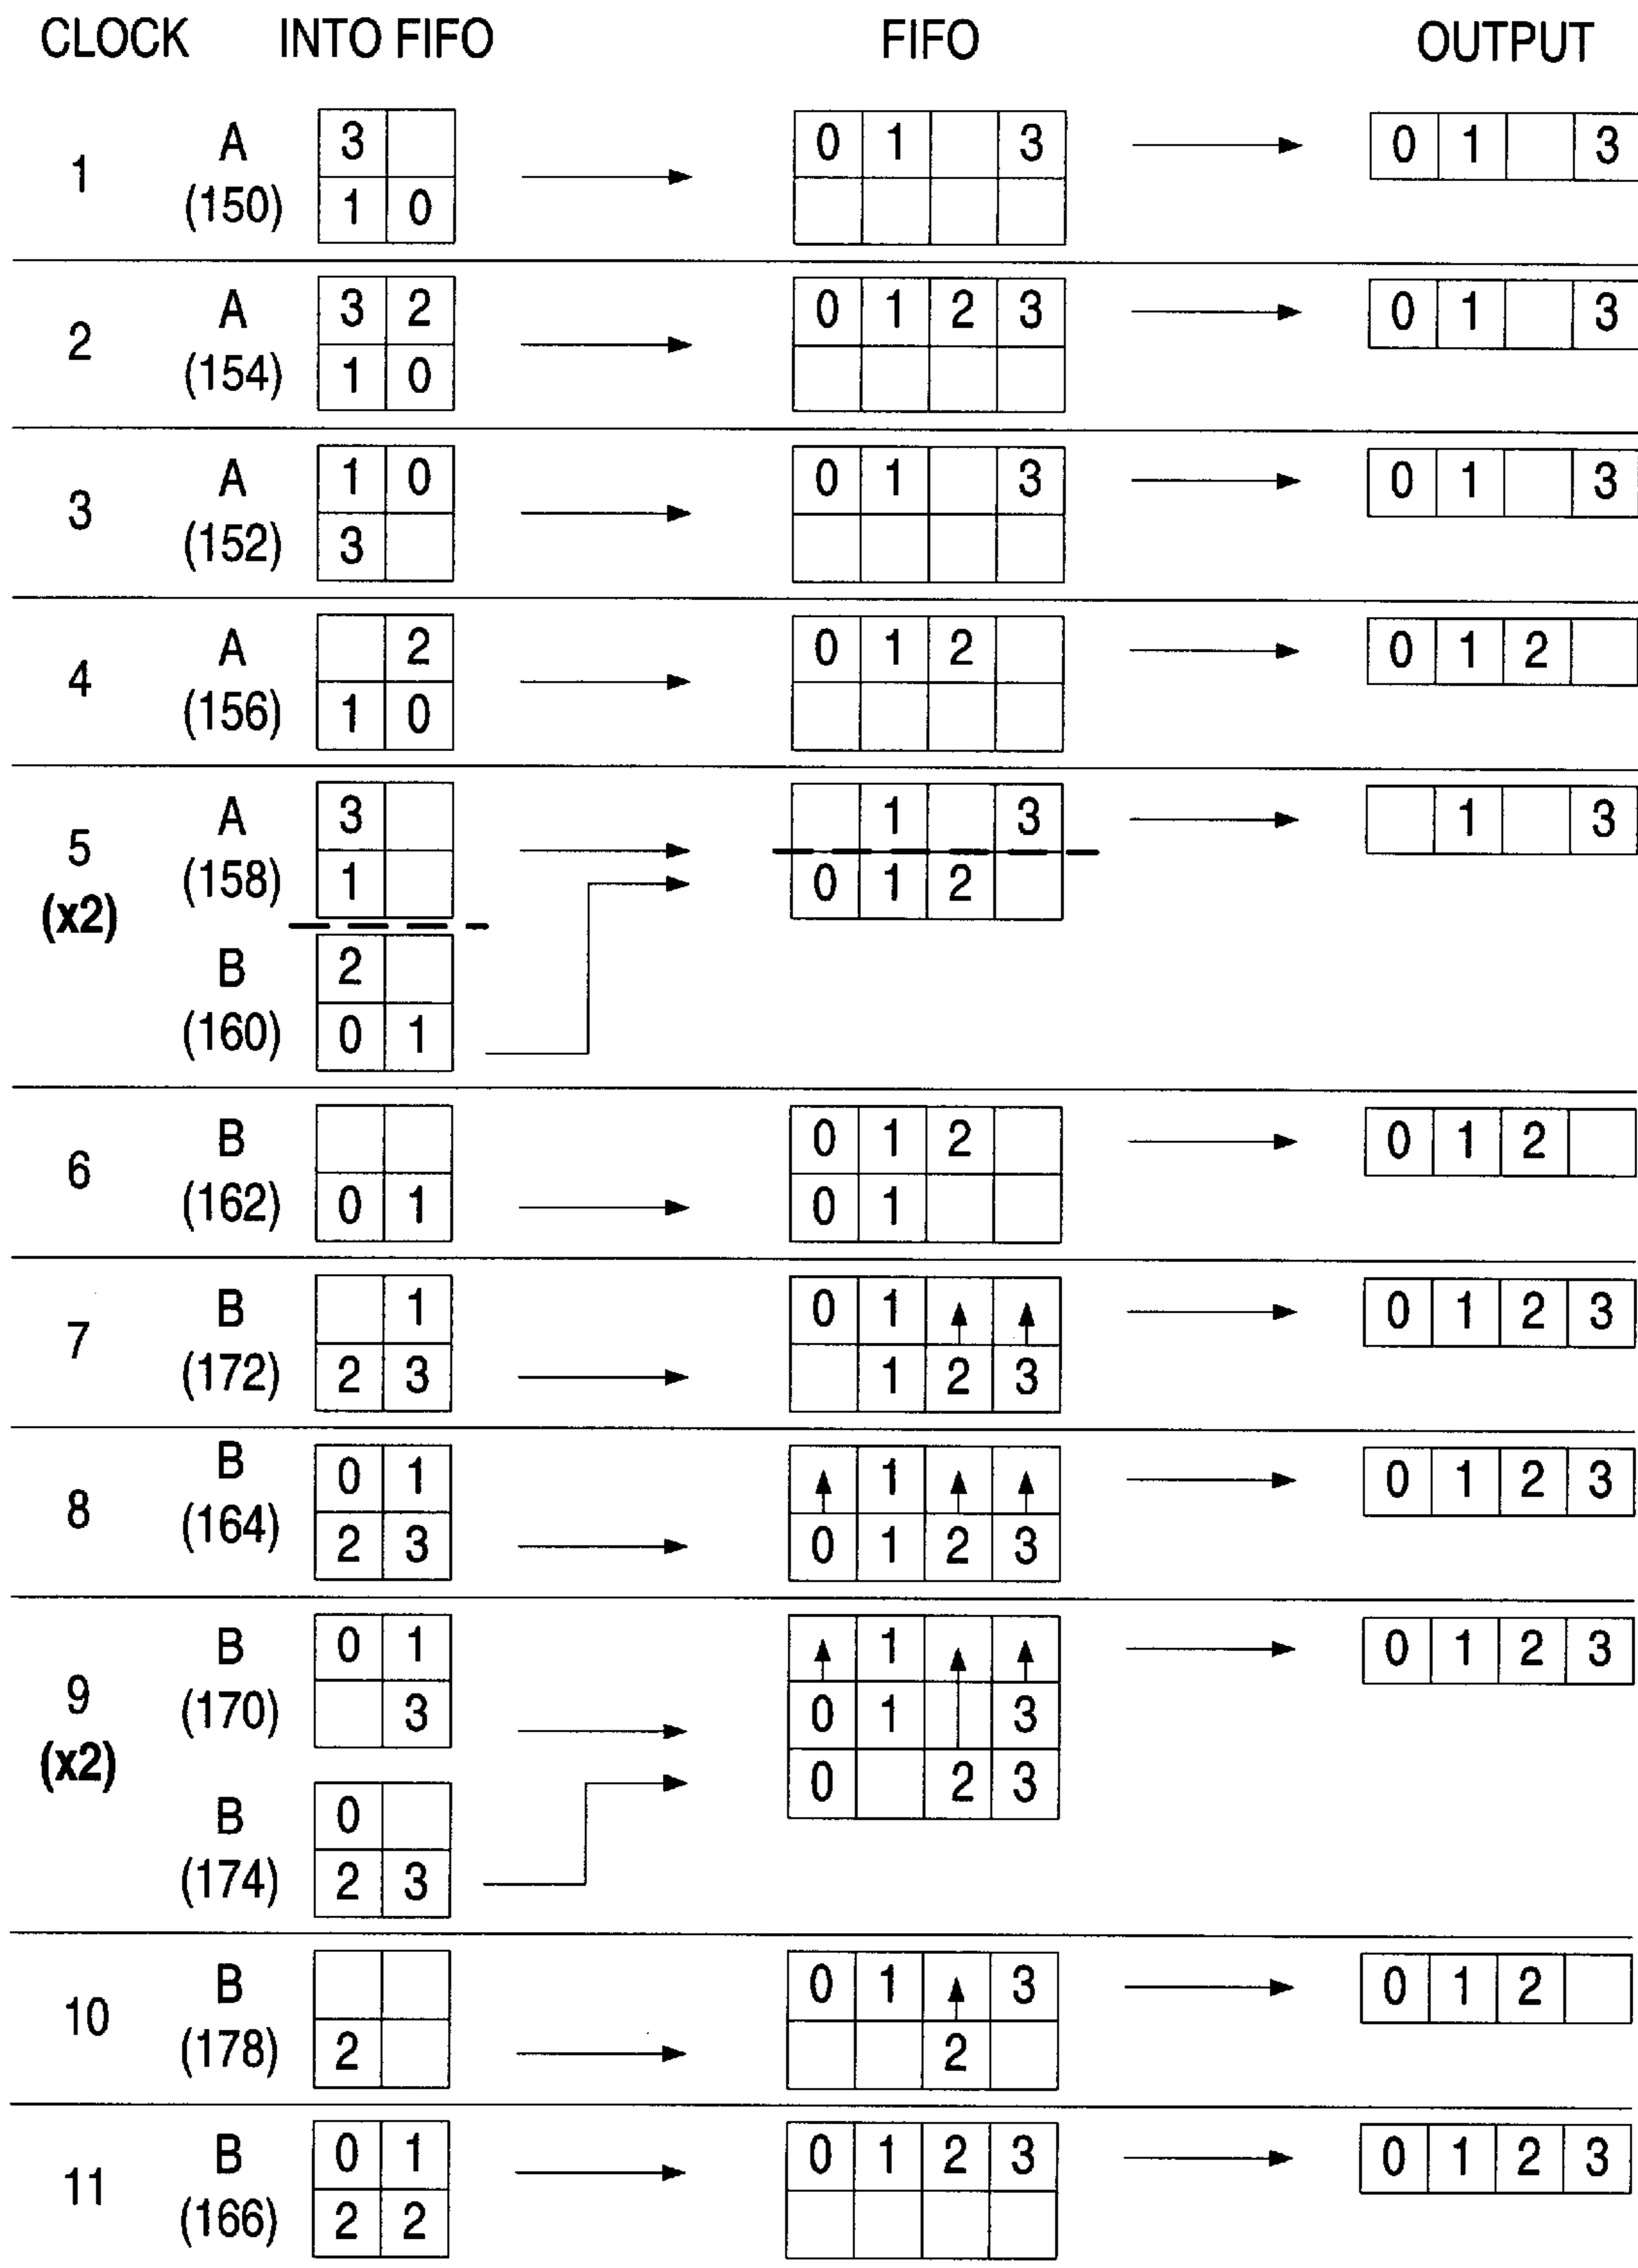 CLOCK INTO FIFO FIFO OUTPUT
A 3 0 1 3 0 1 3
1
(150) 1 0
A 3 2 0 1 2 3 0 1 3
2
(154) 1 0
A 1 0 0 1 3 0 1 3
3
(152) 3
A 2 0 1 2 0 1 2
4
(156) 1 0
A 3 1 3 1 3
5
(158) 1 0 1 2
(x2)
B 2
(160) 0 1
B 0 1 2 0 1 2
6
(162) 0 1 0 1
B 1 0 1 0 1 2 3
7
(172) 2 3 1 2 3
B 0 1 1 0 1 2 3
8
(164) 2 3 0 1 2 3
B 0 1 1 0 1 2 3
9
(170) 3 0 1 3
(x2)
0 2 3
B 0
(174) 2 3
B 0 1 3 0 1 2
10
(178) 2 2
B 0 1 0 1 2 3 0 1 2 3
11
(166) 2 2